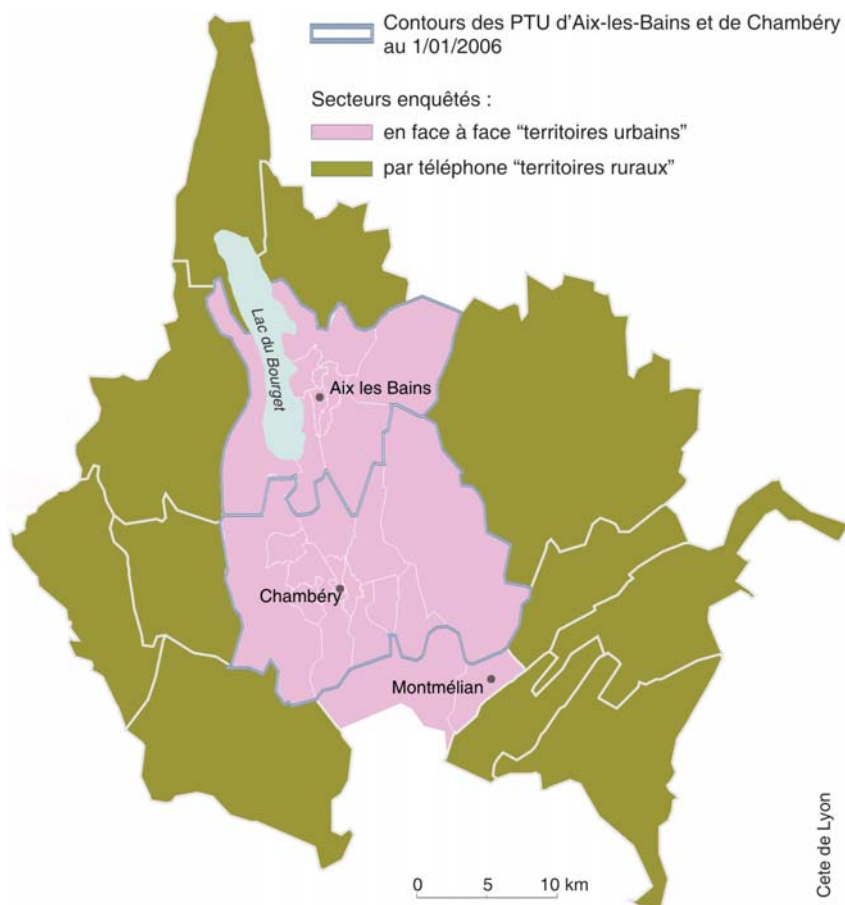 Contours des PTU d’Aix-les-Bains et de Chambéry
au 1/01/2006
Secteurs enquêtés :
en face à face “territoires urbains”
par téléphone “territoires ruraux”
Lac du Bourget
Aix les Bains
Chambéry
Montmélian
0 5 10 km
Cete de Lyon